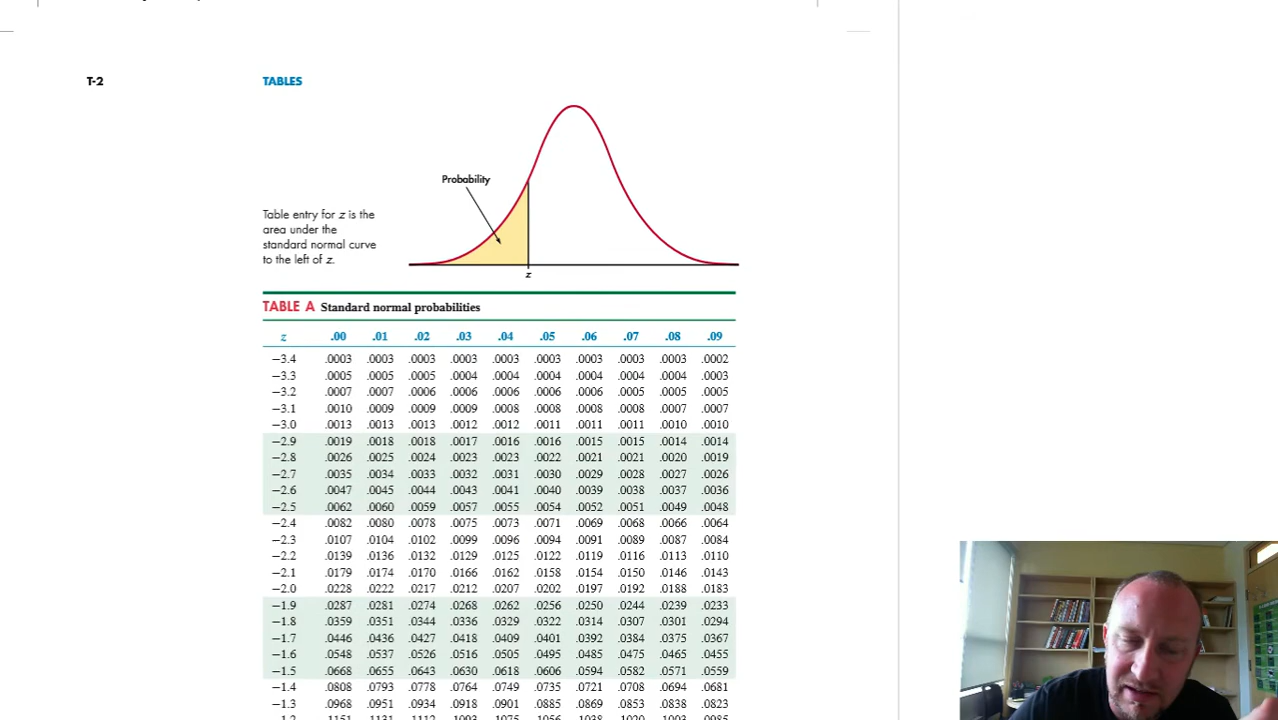 T-2
TABLES
Probability
Table entry for z is the
area under the
standard normal curve
to the left of z.
z
TABLE A Standard normal probabilities
z .00 .01 .02 .03 .04 .05 .06 .07 .08 .09
−3.4 .0003 .0003 .0003 .0003 .0003 .0003 .0003 .0003 .0003 .0002
−3.3 .0005 .0005 .0005 .0004 .0004 .0004 .0004 .0004 .0004 .0003
−3.2 .0007 .0007 .0006 .0006 .0006 .0006 .0006 .0005 .0005 .0005
−3.1 .0010 .0009 .0009 .0009 .0008 .0008 .0008 .0008 .0007 .0007
−3.0 .0013 .0013 .0013 .0012 .0012 .0011 .0011 .0011 .0010 .0010
−2.9 .0019 .0018 .0018 .0017 .0016 .0016 .0015 .0015 .0014 .0014
−2.8 .0026 .0025 .0024 .0023 .0023 .0022 .0021 .0021 .0020 .0019
−2.7 .0035 .0034 .0033 .0032 .0031 .0030 .0029 .0028 .0027 .0026
−2.6 .0047 .0045 .0044 .0043 .0041 .0040 .0039 .0038 .0037 .0036
−2.5 .0062 .0060 .0059 .0057 .0055 .0054 .0052 .0051 .0049 .0048
−2.4 .0082 .0080 .0078 .0075 .0073 .0071 .0069 .0068 .0066 .0064
−2.3 .0107 .0104 .0102 .0099 .0096 .0094 .0091 .0089 .0087 .0084
−2.2 .0139 .0136 .0132 .0129 .0125 .0122 .0119 .0116 .0113 .0110
−2.1 .0179 .0174 .0170 .0166 .0162 .0158 .0154 .0150 .0146 .0143
−2.0 .0228 .0222 .0217 .0212 .0207 .0202 .0197 .0192 .0188 .0183
−1.9 .0287 .0281 .0274 .0268 .0262 .0256 .0250 .0244 .0239 .0233
−1.8 .0359 .0351 .0344 .0336 .0329 .0322 .0314 .0307 .0301 .0294
−1.7 .0446 .0436 .0427 .0418 .0409 .0401 .0392 .0384 .0375 .0367
−1.6 .0548 .0537 .0526 .0516 .0505 .0495 .0485 .0475 .0465 .0455
−1.5 .0668 .0655 .0643 .0630 .0618 .0606 .0594 .0582 .0571 .0559
−1.4 .0808 .0793 .0778 .0764 .0749 .0735 .0721 .0708 .0694 .0681
−1.3 .0968 .0951 .0934 .0918 .0901 .0885 .0869 .0853 .0838 .0823